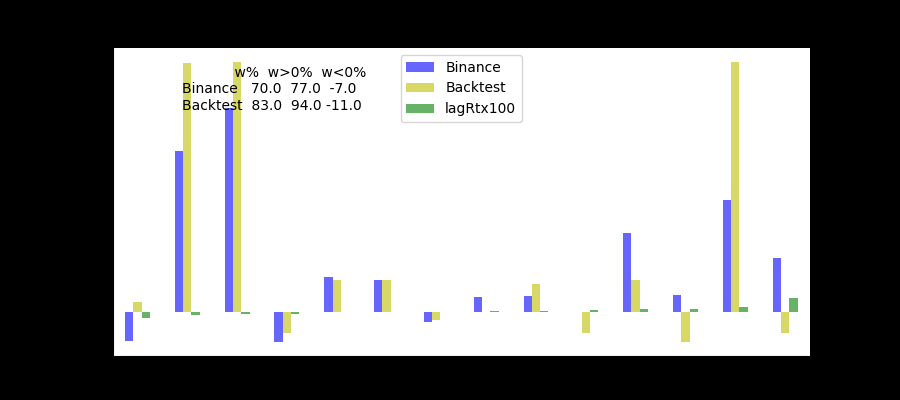 w%  w>0%  w<0%
Binance   70.0  77.0  -7.0
Backtest  83.0  94.0 -11.0
Binance
Backtest
lagRtx100